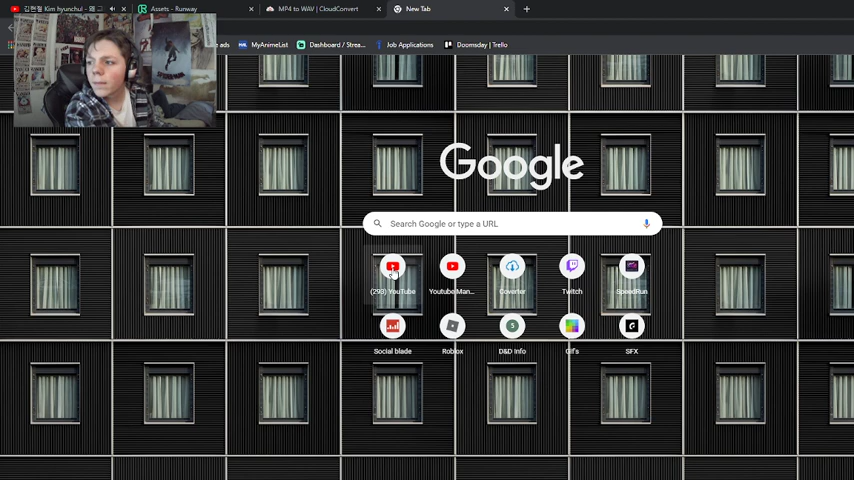 김현철 Kim hyunchul -
Assets - Runway
MP4 to WAV | CloudConvert
New Tab
ads
MyAnimeList
Dashboard / Strea...
Job Applications
Doomsday | Trello
Google
Search Google or type a URL
(293) YouTube
Youtube Man...
Coverter
Twitch
SpeedRun
Social blade
Roblox
D&D Info
Gif's
SFX